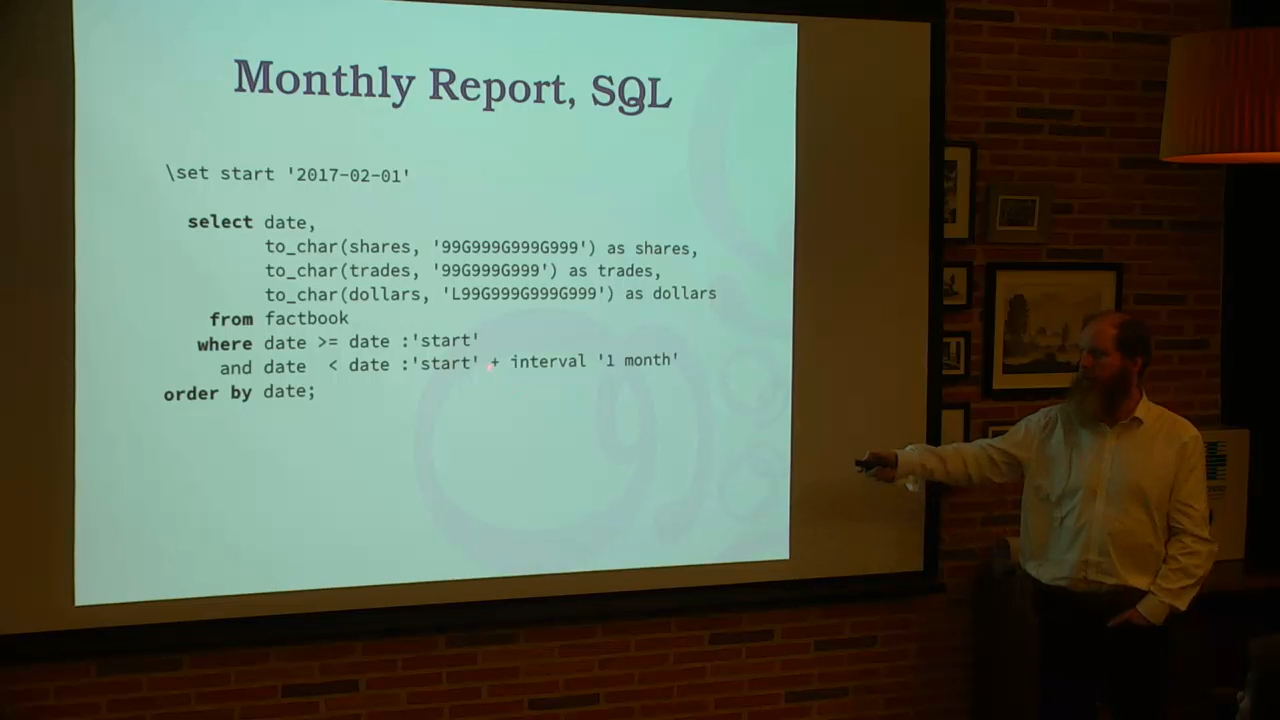 Monthly Report, SQL
\set start '2017-02-01'
select date,
to_char(shares, '99G999G999G999') as shares,
to_char(trades, '99G999G999') as trades,
to_char(dollars, 'L99G999G999G999') as dollars
from factbook
where date >= date :'start'
and date < date :'start' + interval '1 month'
order by date;